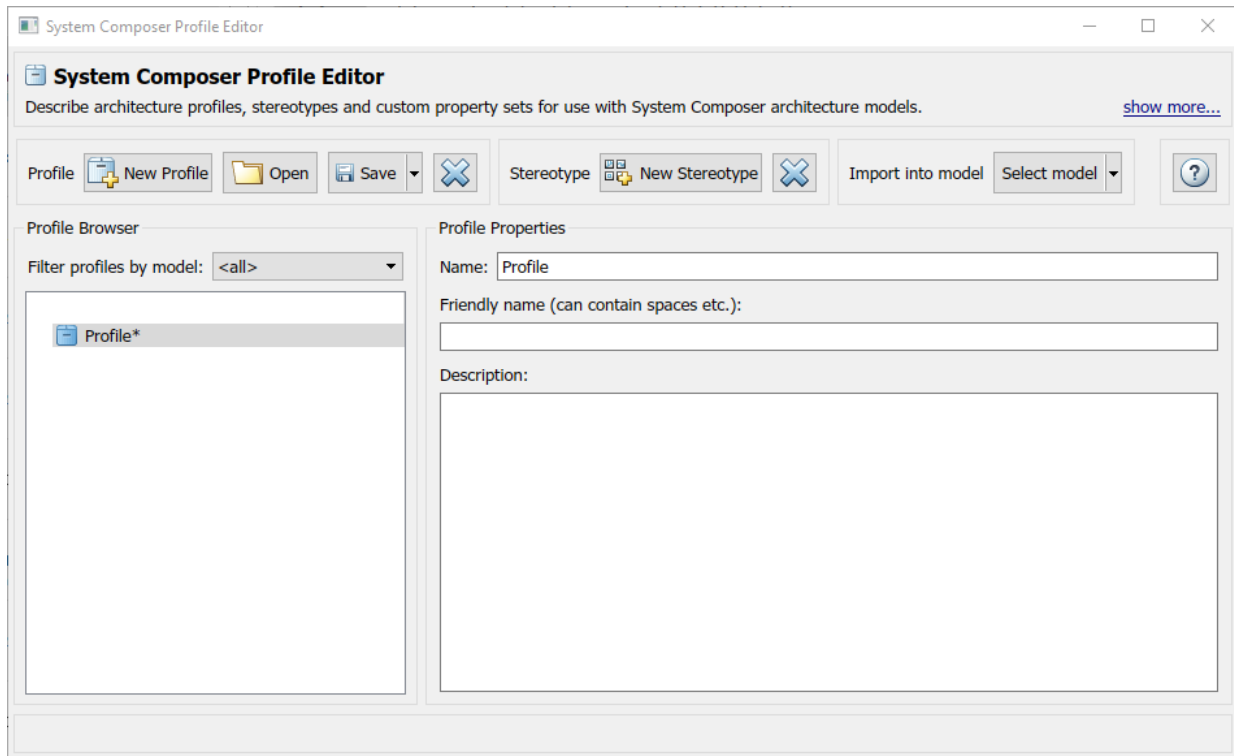 System Composer Profile Editor
System Composer Profile Editor
Describe architecture profiles, stereotypes and custom property sets for use with System Composer architecture models. show more...
Profile New Profile Open Save Stereotype New Stereotype Import into model Select model ?
Profile Browser
Filter profiles by model: <all>
Profile*
Profile Properties
Name: Profile
Friendly name (can contain spaces etc.):
Description: